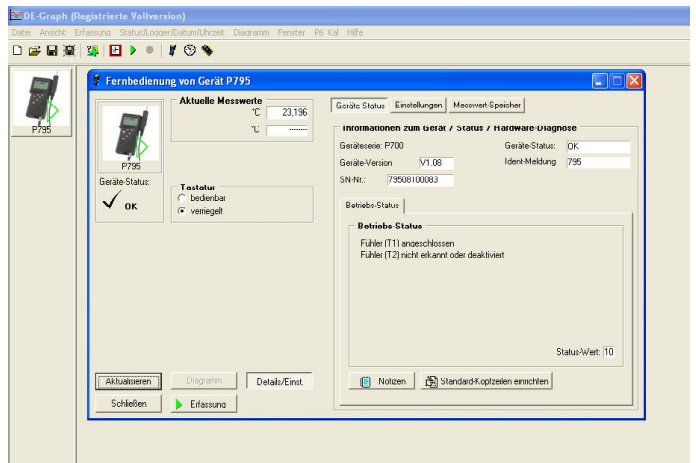 DE-Graph (Registrierte Vollversion)
Datei Ansicht Erfassung Status/Logger/Datum/Uhrzeit Diagramm Fenster P6 Kal Hilfe
P795
Fernbedienung von Gerät P795
P795
Geräte-Status:
OK
Aktuelle Messwerte
°C 23,196
°C --------
Tastatur
bedienbar
verriegelt
Aktualisieren
Diagramm
Details/Einst.
Schließen
Erfassung
Geräte Status
Einstellungen
Messwert-Speicher
Informationen zum Gerät / Status / Hardware-Diagnose
Geräteserie: P700
Geräte-Status: OK
Geräte-Version V1.08
Ident-Meldung 795
SN-Nr.: 79508100083
Betriebs-Status
Betriebs-Status
Fühler (T1) angeschlossen
Fühler (T2) nicht erkannt oder deaktiviert
Status-Wert: 10
Notizen
Standard-Kopfzeilen einrichten